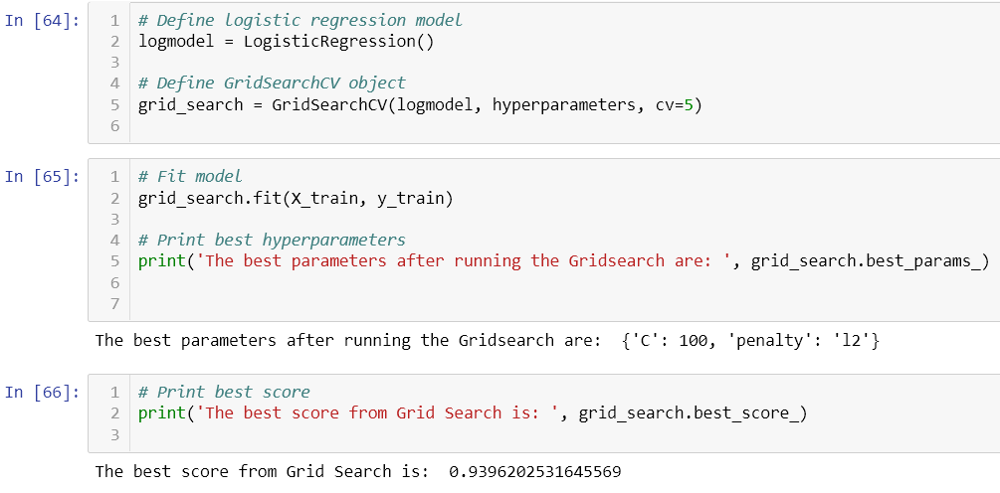 In [64]:
1 # Define logistic regression model
2 logmodel = LogisticRegression()
3
4 # Define GridSearchCV object
5 grid_search = GridSearchCV(logmodel, hyperparameters, cv=5)
6
In [65]:
1 # Fit model
2 grid_search.fit(X_train, y_train)
3
4 # Print best hyperparameters
5 print('The best parameters after running the Gridsearch are: ', grid_search.best_params_)
6
7
The best parameters after running the Gridsearch are:  {'C': 100, 'penalty': 'l2'}
In [66]:
1 # Print best score
2 print('The best score from Grid Search is: ', grid_search.best_score_)
3
The best score from Grid Search is:  0.9396202531645569